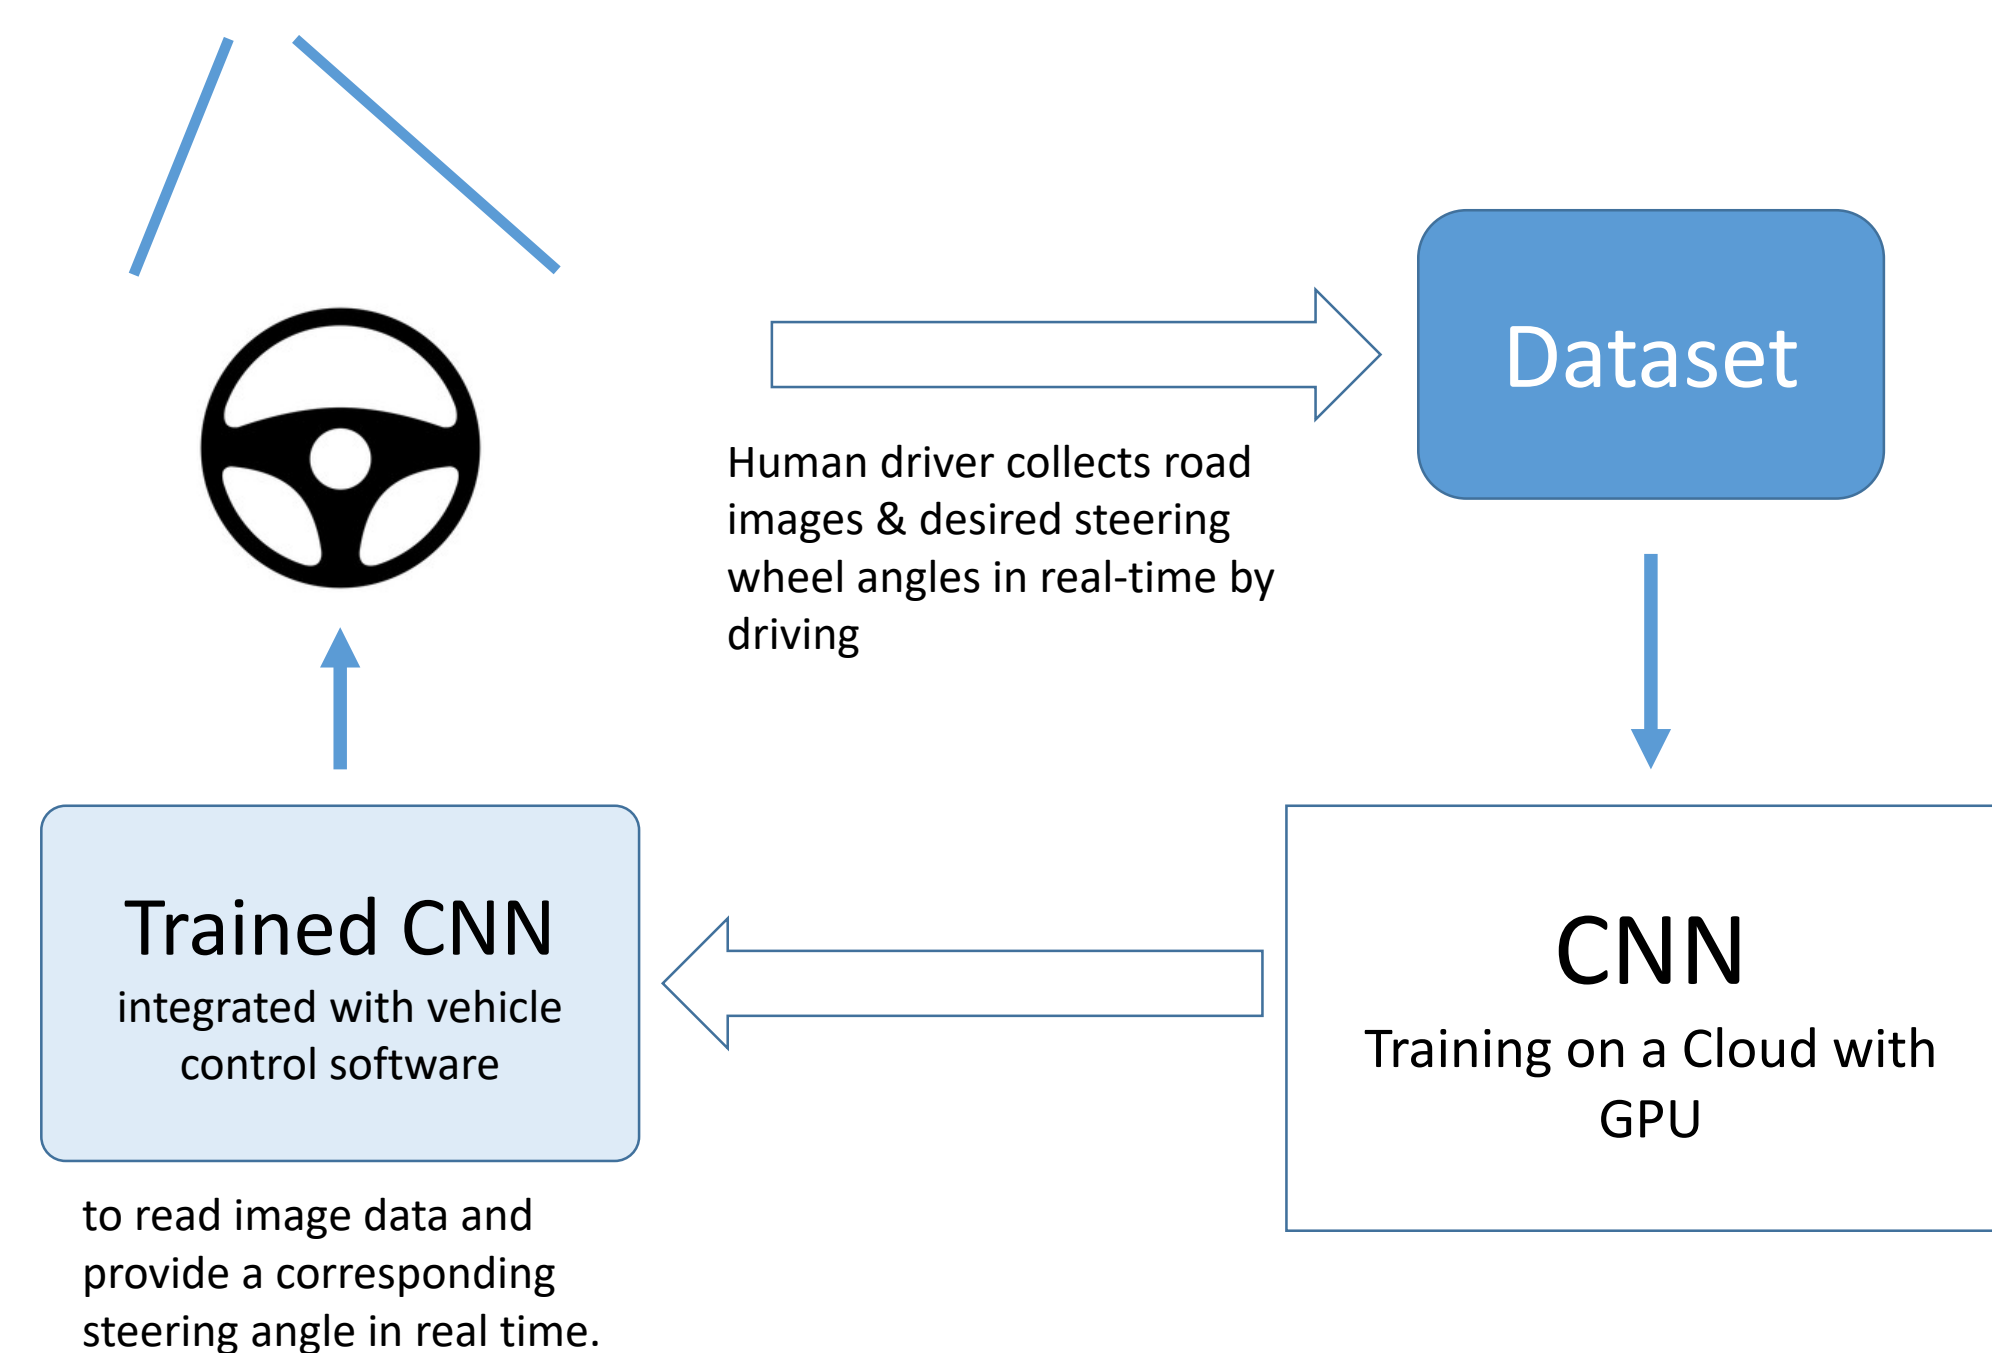 Dataset
Human driver collects road
images & desired steering
wheel angles in real-time by
driving
Trained CNN
integrated with vehicle
control software
CNN
Training on a Cloud with
GPU
to read image data and
provide a corresponding
steering angle in real time.